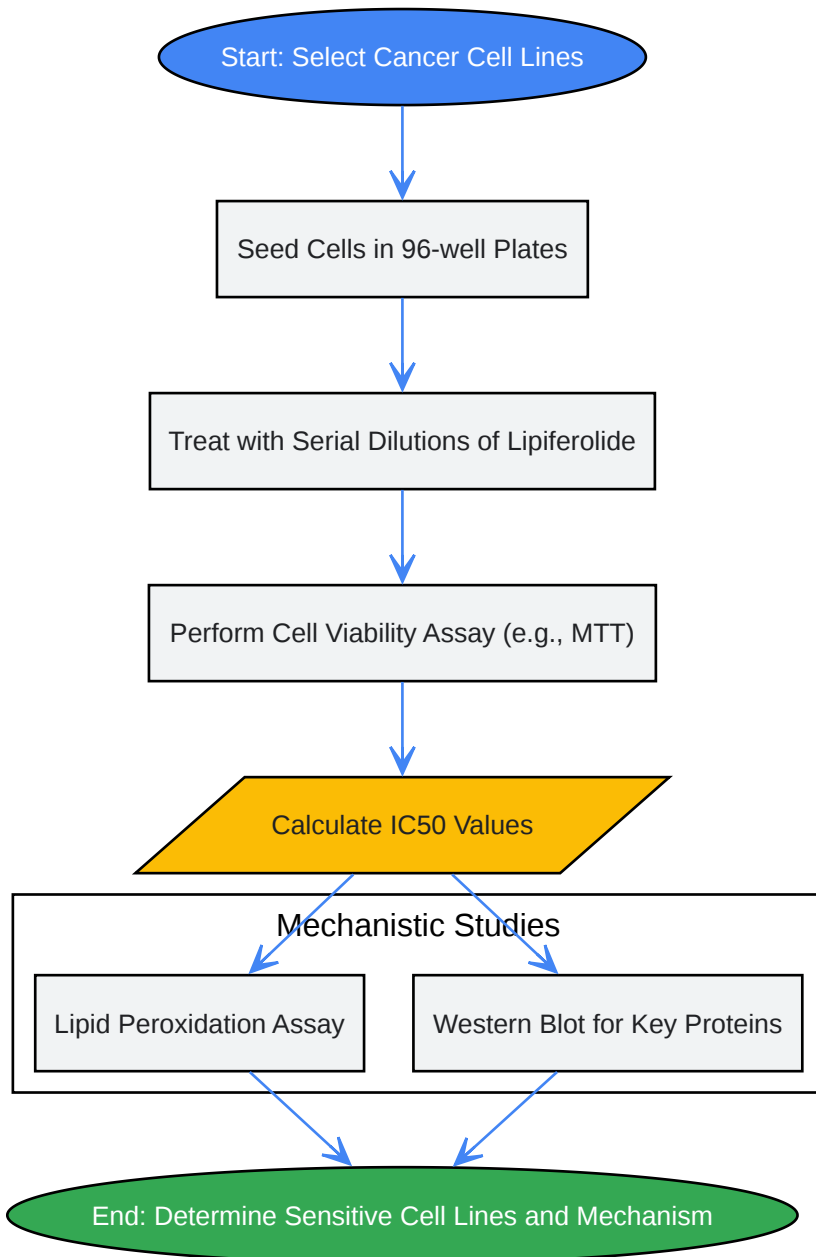 Start: Select Cancer Cell Lines
Seed Cells in 96-well Plates
Treat with Serial Dilutions of Lipiferolide
Perform Cell Viability Assay (e.g., MTT)
Calculate IC50 Values
Mechanistic Studies
Lipid Peroxidation Assay
Western Blot for Key Proteins
End: Determine Sensitive Cell Lines and Mechanism